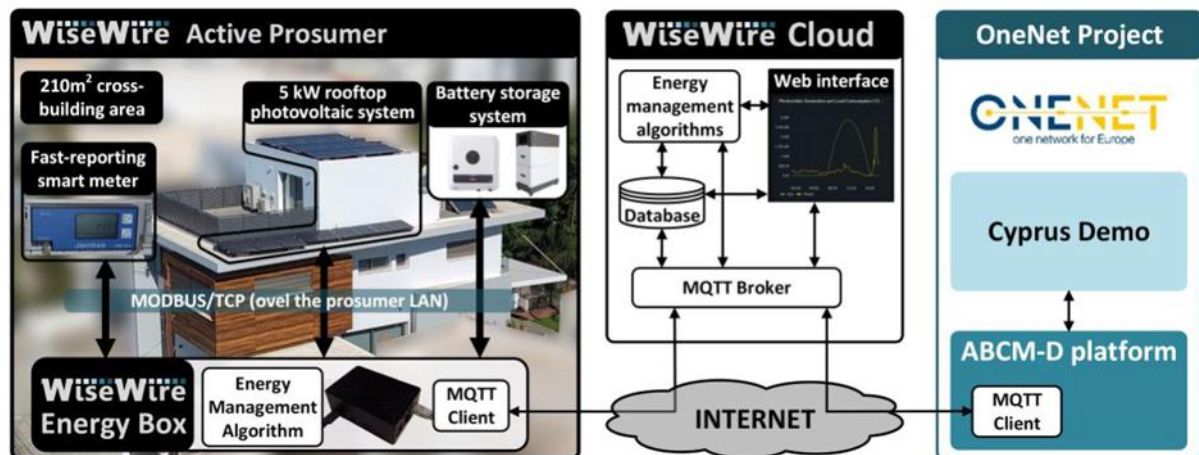 WiseWire Active Prosumer
210m² cross-
building area
5 kW rooftop
photovoltaic system
Battery storage
system
Fast-reporting
smart meter
MODBUS/TCP (ovel the prosumer LAN)
WiseWire
Energy Box
Energy
Management
Algorithm
MQTT
Client
WiseWire Cloud
Energy
management
algorithms
Web interface
Database
MQTT Broker
INTERNET
OneNet Project
ONENET
one network for Europe
Cyprus Demo
ABCM-D platform
MQTT
Client